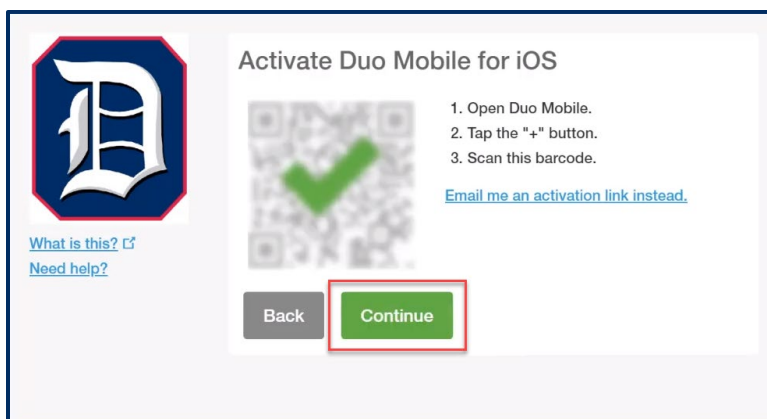 D
Activate Duo Mobile for iOS
1. Open Duo Mobile.
2. Tap the "+" button.
3. Scan this barcode.
Email me an activation link instead.
What is this?
Need help?
Back
Continue